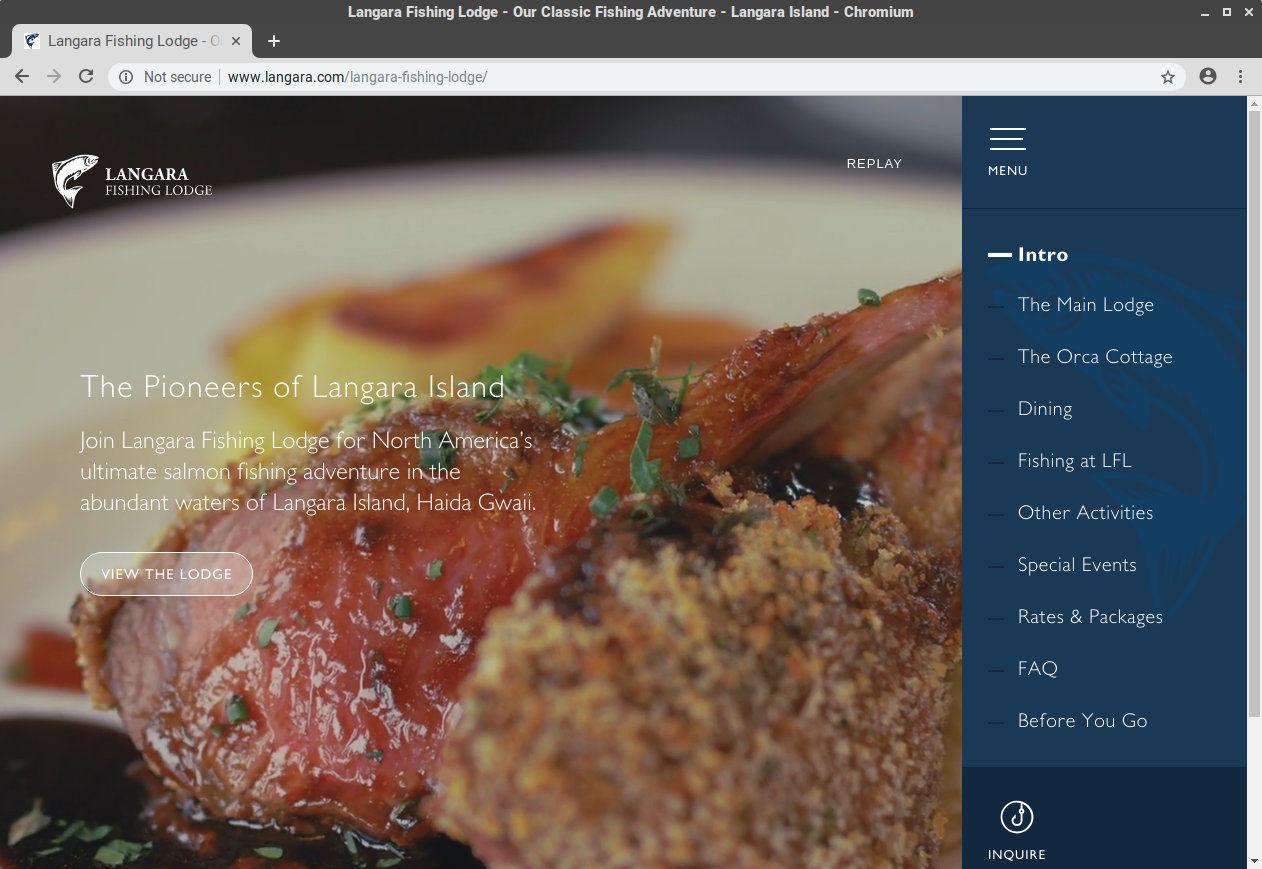 Langara Fishing Lodge - Our Classic Fishing Adventure - Langara Island - Chromium
Langara Fishing Lodge - O
Not secure www.langara.com/langara-fishing-lodge/
LANGARA
FISHING LODGE
REPLAY
The Pioneers of Langara Island
Join Langara Fishing Lodge for North America's
ultimate salmon fishing adventure in the
abundant waters of Langara Island, Haida Gwaii.
VIEW THE LODGE
MENU
Intro
The Main Lodge
The Orca Cottage
Dining
Fishing at LFL
Other Activities
Special Events
Rates & Packages
FAQ
Before You Go
INQUIRE